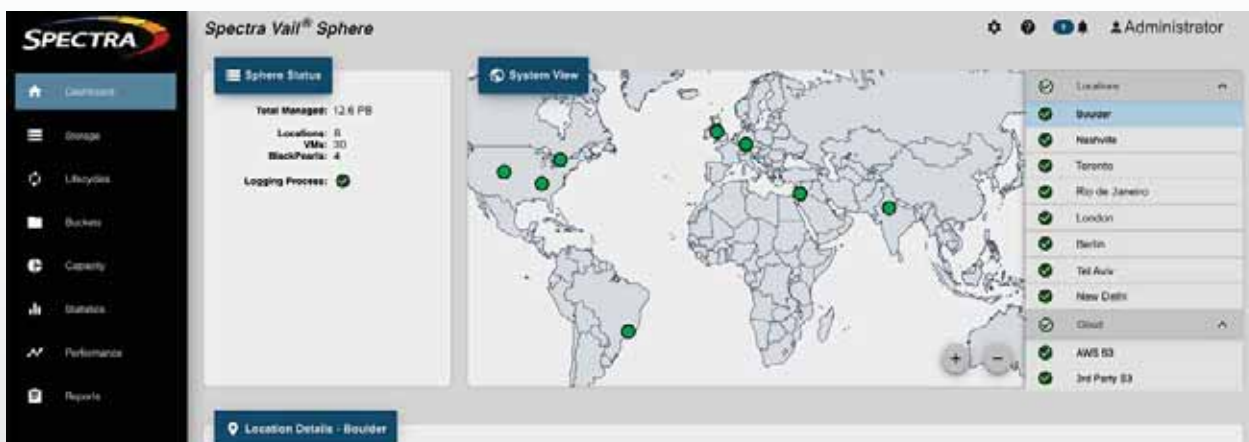 SPECTRA
Spectra Vail® Sphere
Administrator
Dashboard
Storage
Lifecycles
Buckets
Capacity
Statistics
Performance
Reports
Sphere Status
Total Managed: 12.6 PB
Locations: 8
VMs: 30
BlackPearls: 4
Logging Process:
System View
Locations
Boulder
Nashville
Toronto
Rio de Janeiro
London
Berlin
Tel Aviv
New Delhi
Cloud
AWS S3
3rd Party S3
Location Details - Boulder